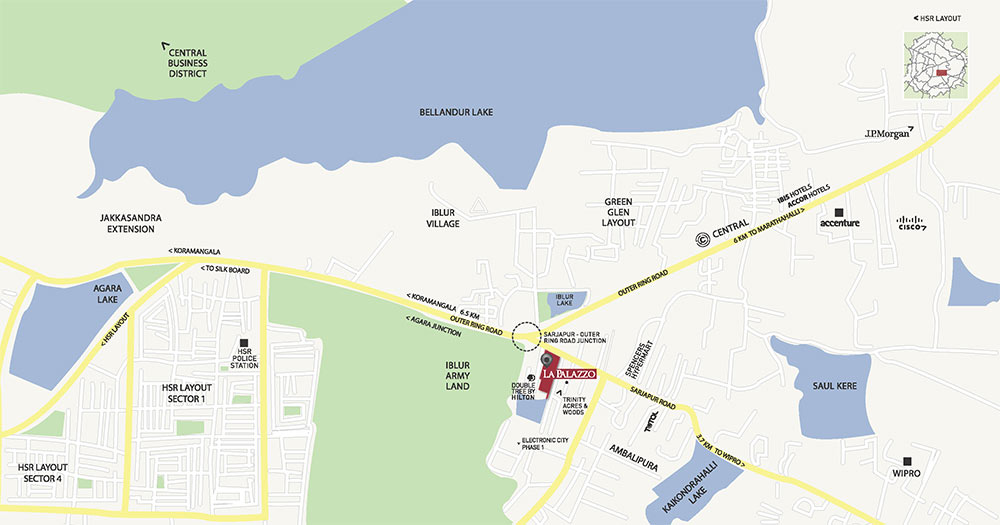 < HSR LAYOUT
<
CENTRAL
BUSINESS
DISTRICT
BELLANDUR LAKE
J.P.Morgan
IBIS HOTELS
ACCOR HOTELS
JAKKASANDRA
EXTENSION
IBLUR
VILLAGE
GREEN
GLEN
LAYOUT
C CENTRAL
6 KM TO MARATHAHALLI >
accenture
CISCO
< KORAMANGALA
< TO SILK BOARD
AGARA
LAKE
< HSR LAYOUT
< KORAMANGALA 6.5 KM
OUTER RING ROAD
< AGARA JUNCTION
IBLUR
LAKE
OUTER RING ROAD
SARJAPUR - OUTER
RING ROAD JUNCTION
HSR
POLICE
STATION
IBLUR
ARMY
LAND
LA PALAZZO
DOUBLE
TREE BY
HILTON
TRINITY
ACRES &
WOODS
SPENCERS
HYPERMART
SARJAPUR ROAD
SAUL KERE
HSR LAYOUT
SECTOR 1
TOTAL
3.7 KM TO WIPRO >
ELECTRONIC CITY
PHASE 1
AMBALIPURA
HSR LAYOUT
SECTOR 4
KAIKONDRAHALLI
LAKE
WIPRO